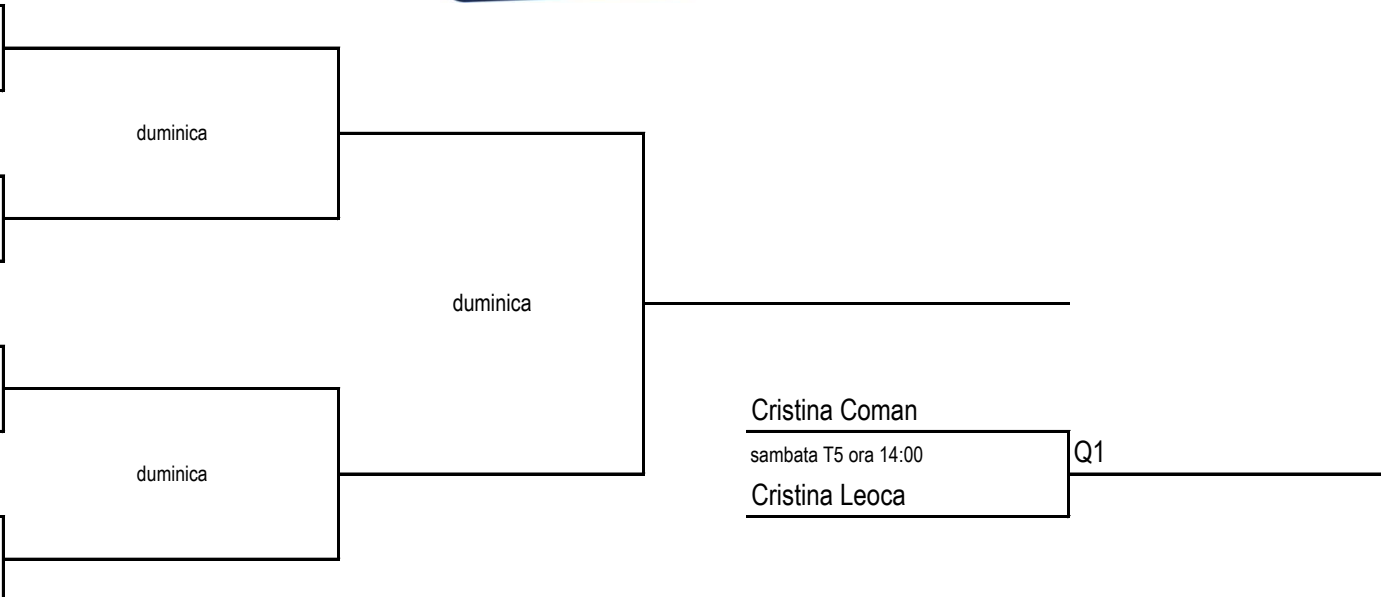 duminica
duminica
Cristina Coman
sambata T5 ora 14:00
Q1
Cristina Leoca
duminica